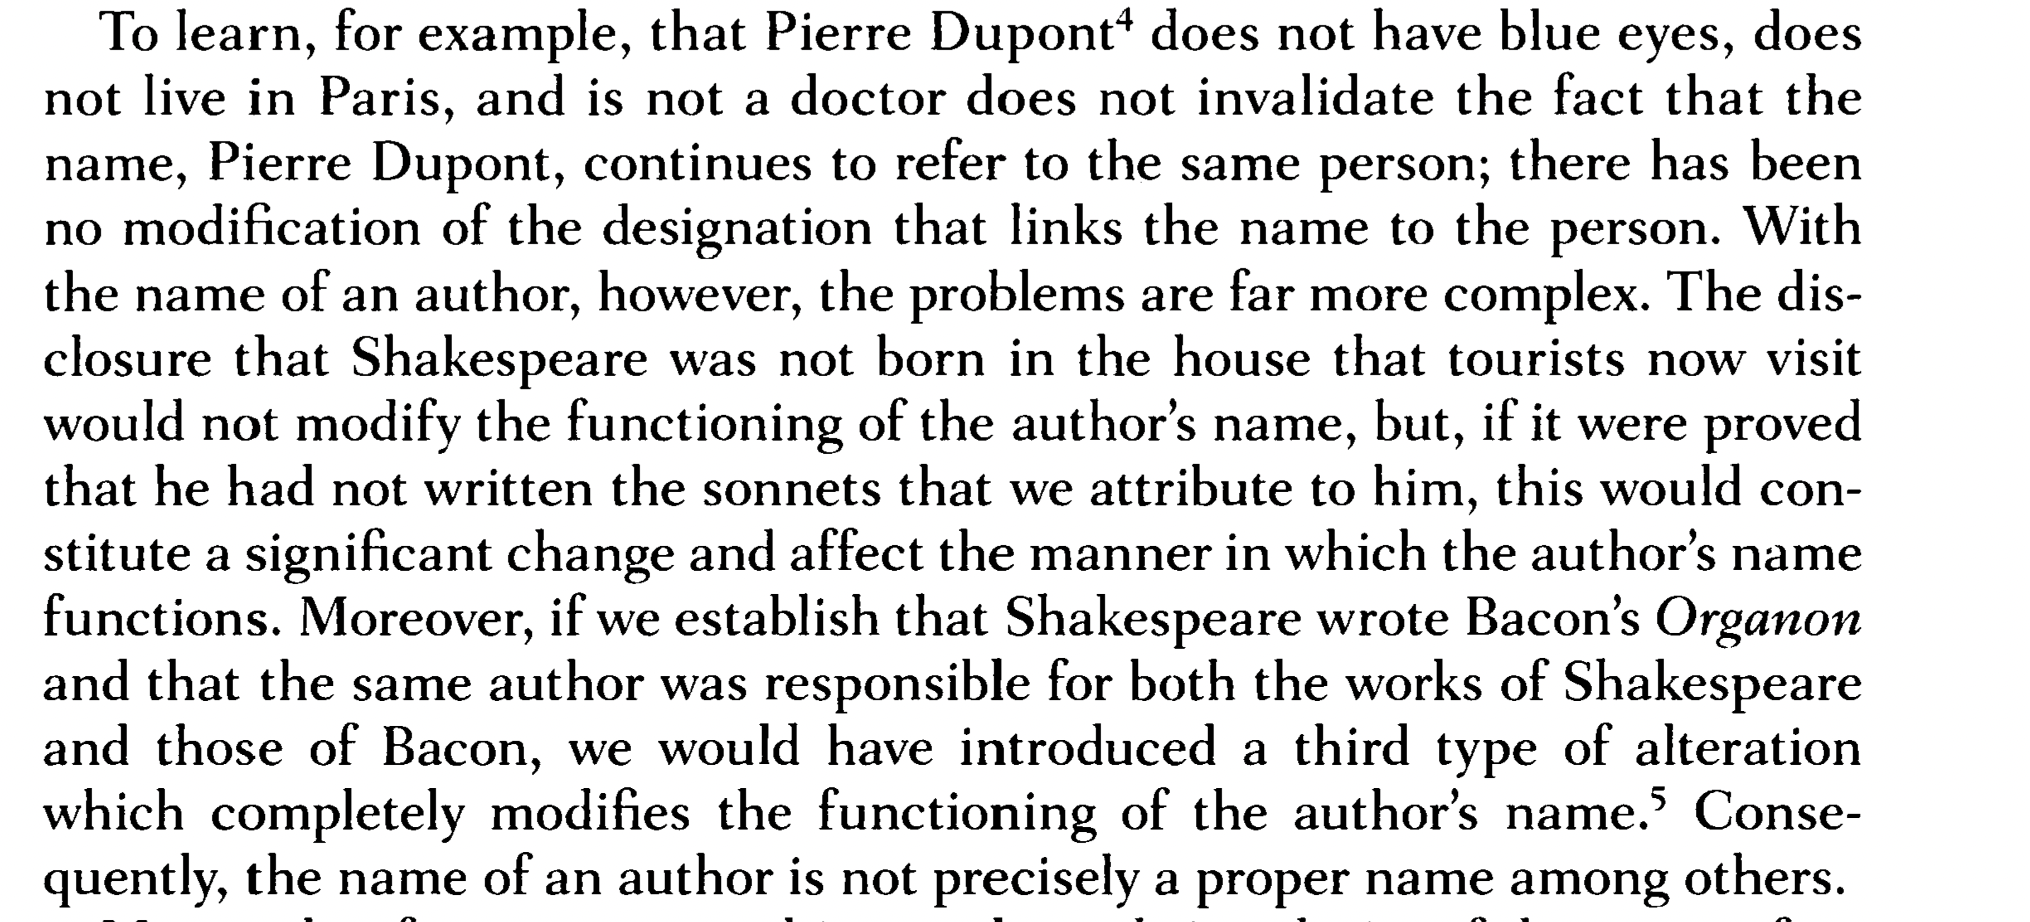 To learn, for example, that Pierre Dupont⁴ does not have blue eyes, does
not live in Paris, and is not a doctor does not invalidate the fact that the
name, Pierre Dupont, continues to refer to the same person; there has been
no modification of the designation that links the name to the person. With
the name of an author, however, the problems are far more complex. The dis-
closure that Shakespeare was not born in the house that tourists now visit
would not modify the functioning of the author's name, but, if it were proved
that he had not written the sonnets that we attribute to him, this would con-
stitute a significant change and affect the manner in which the author's name
functions. Moreover, if we establish that Shakespeare wrote Bacon's Organon
and that the same author was responsible for both the works of Shakespeare
and those of Bacon, we would have introduced a third type of alteration
which completely modifies the functioning of the author's name.⁵ Conse-
quently, the name of an author is not precisely a proper name among others.